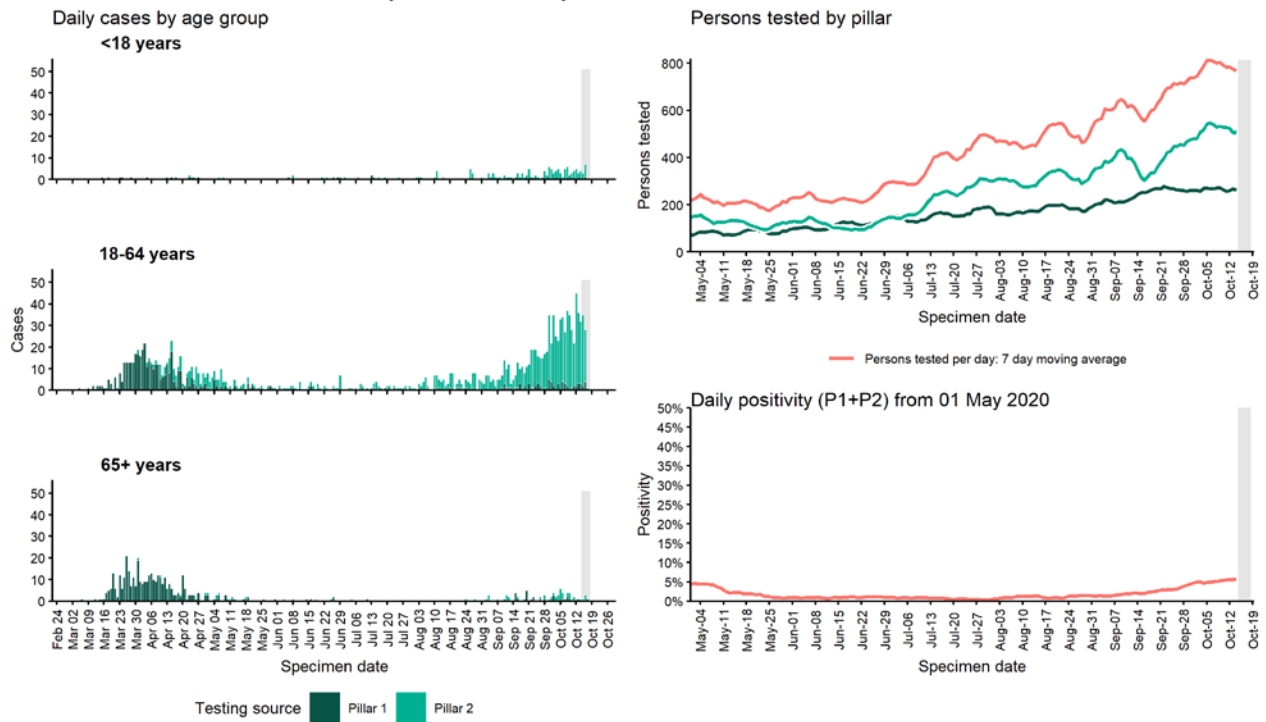 Daily cases by age group
<18 years
50
40
30
20
10
0
18-64 years
50
40
30
20
10
0
Cases
65+ years
50
40
30
20
10
0
Feb 24
Mar 02
Mar 09
Mar 16
Mar 23
Mar 30
Apr 06
Apr 13
Apr 20
Apr 27
May 04
May 11
May 18
May 25
Jun 01
Jun 08
Jun 15
Jun 22
Jun 29
Jul 06
Jul 13
Jul 20
Jul 27
Aug 03
Aug 10
Aug 17
Aug 24
Aug 31
Sep 07
Sep 14
Sep 21
Sep 28
Oct 05
Oct 12
Oct 19
Oct 26
Specimen date
Testing source Pillar 1 Pillar 2
Persons tested by pillar
800
600
400
200
0
Persons tested
May-04
May-11
May-18
May-25
Jun-01
Jun-08
Jun-15
Jun-22
Jun-29
Jul-06
Jul-13
Jul-20
Jul-27
Aug-03
Aug-10
Aug-17
Aug-24
Aug-31
Sep-07
Sep-14
Sep-21
Sep-28
Oct-05
Oct-12
Oct-19
Specimen date
Persons tested per day: 7 day moving average
Daily positivity (P1+P2) from 01 May 2020
50%
45%
40%
35%
30%
25%
20%
15%
10%
5%
0%
Positivity
May-04
May-11
May-18
May-25
Jun-01
Jun-08
Jun-15
Jun-22
Jun-29
Jul-06
Jul-13
Jul-20
Jul-27
Aug-03
Aug-10
Aug-17
Aug-24
Aug-31
Sep-07
Sep-14
Sep-21
Sep-28
Oct-05
Oct-12
Oct-19
Specimen date